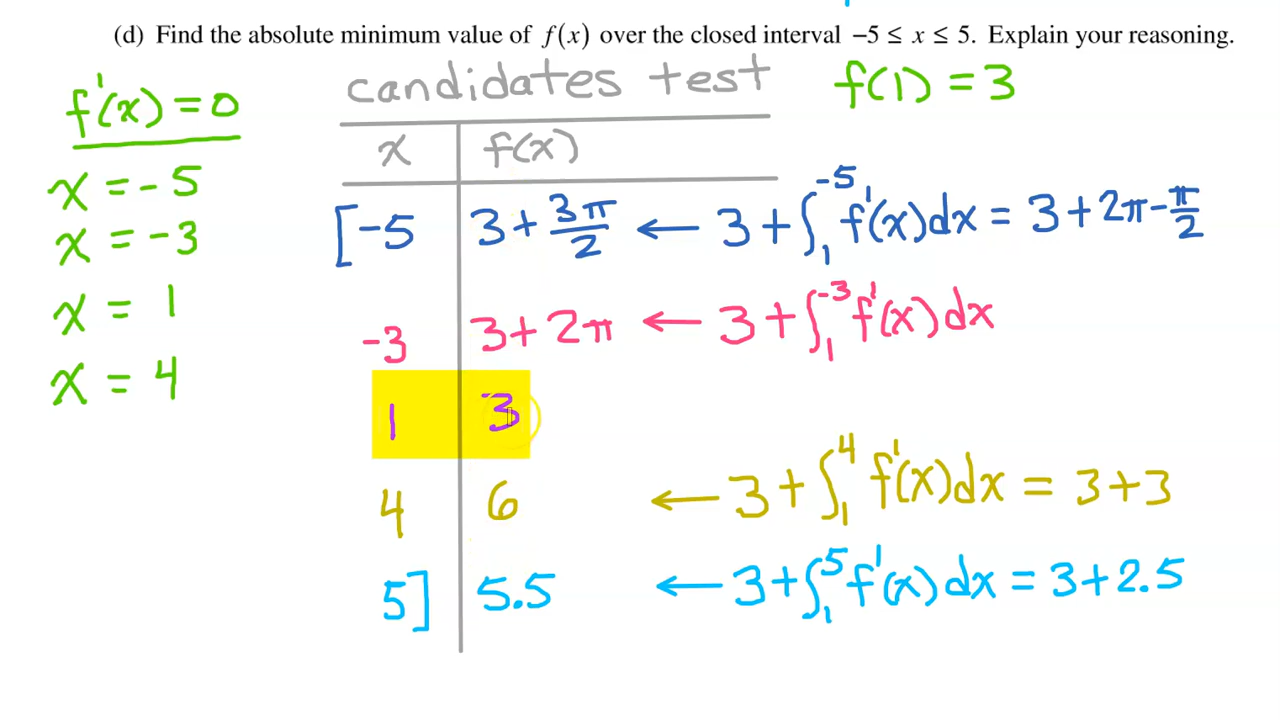 (d) Find the absolute minimum value of f(x) over the closed interval −5 ≤ x ≤ 5. Explain your reasoning.
candidates test
f(1) = 3
f'(x) = 0
x = -5
x = -3
x = 1
x = 4
x f(x)
[-5 3 + 3π/2 ← 3 + ∫₁⁻⁵ f'(x)dx = 3 + 2π - π/2
-3 3 + 2π ← 3 + ∫₁⁻³ f'(x)dx
1 3
4 6 ← 3 + ∫₁⁴ f'(x)dx = 3 + 3
5] 5.5 ← 3 + ∫₁⁵ f'(x)dx = 3 + 2.5